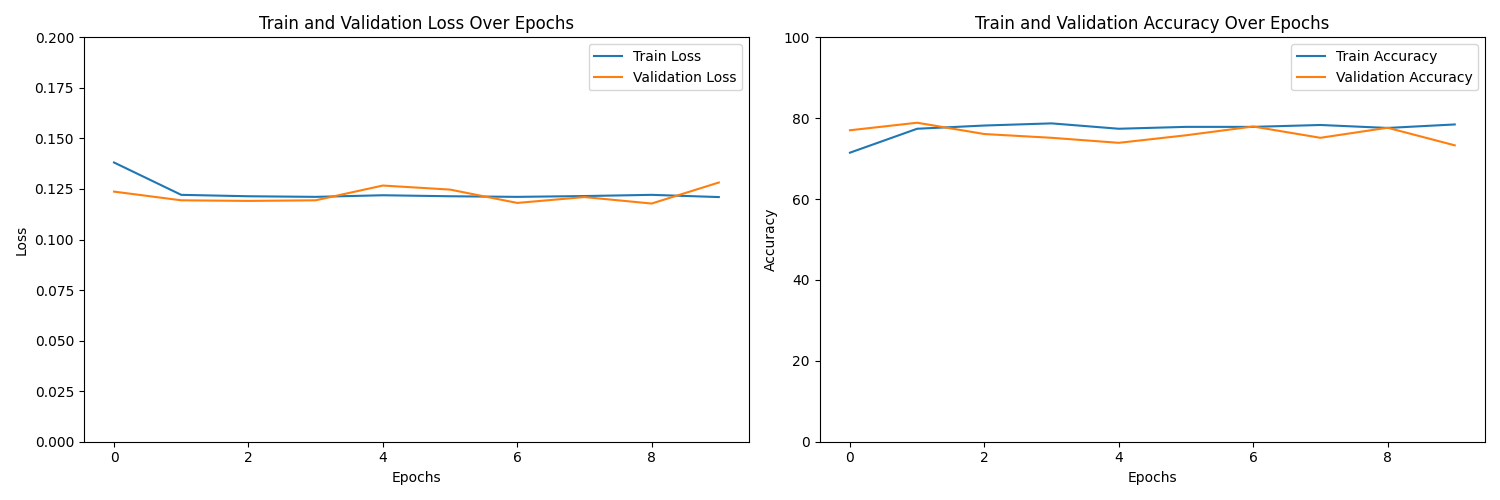 Train and Validation Loss Over Epochs
0.200
0.175
0.150
0.125
0.100
0.075
0.050
0.025
0.000
Loss
Train Loss
Validation Loss
0 2 4 6 8
Epochs
Train and Validation Accuracy Over Epochs
100
80
60
40
20
0
Accuracy
Train Accuracy
Validation Accuracy
0 2 4 6 8
Epochs